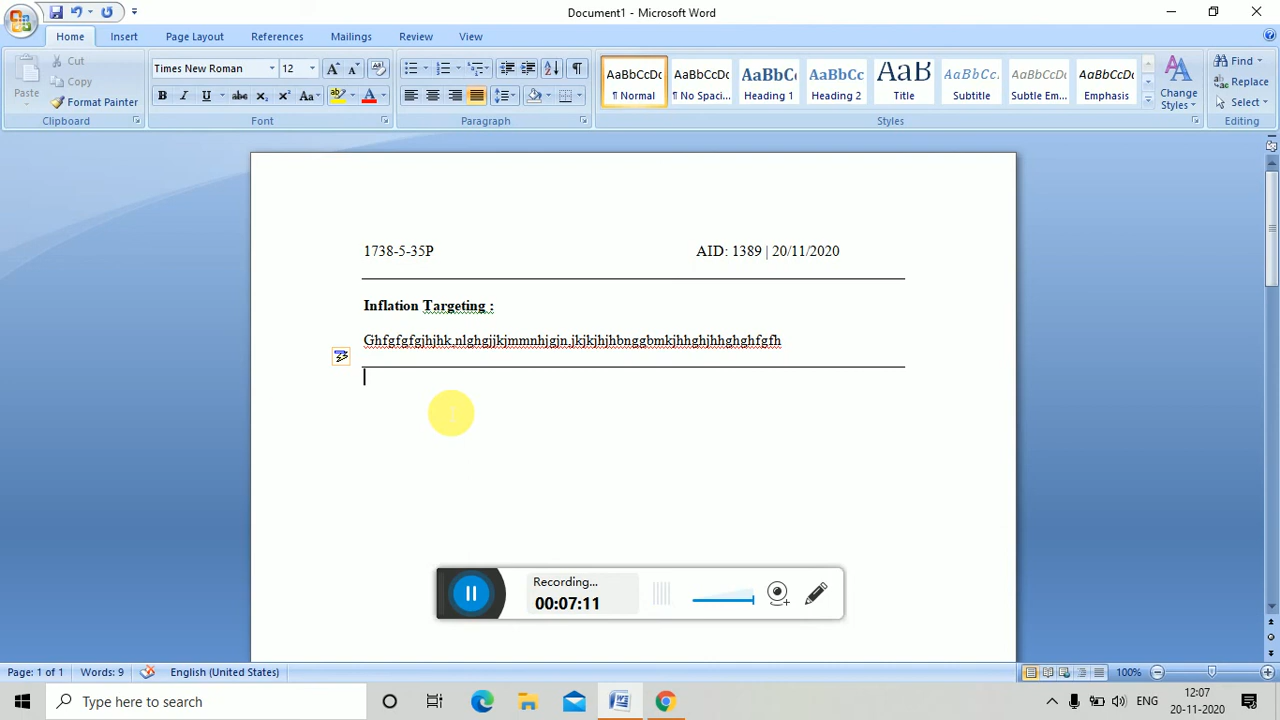 Document1 - Microsoft Word
Home Insert Page Layout References Mailings Review View
Paste
Cut
Copy
Format Painter
Clipboard
Times New Roman 12
Font
Paragraph
AaBbCcDc AaBbCcDc AaBbCc AaBbCc AaB AaBbCc. AaBbCcDc AaBbCcDc
¶ Normal ¶ No Spaci... Heading 1 Heading 2 Title Subtitle Subtle Em... Emphasis
Change Styles
Styles
Find
Replace
Select
Editing
1738-5-35P AID: 1389 | 20/11/2020
Inflation Targeting :
Ghfgfgfgjhjhk,nlghgjjkjmmnhjgjn,jkjkjhjhbnggbmkjhhghjhhghghfgfh
Recording...
00:07:11
Page: 1 of 1 Words: 9 English (United States) 100%
Type here to search
ENG
12:07
20-11-2020